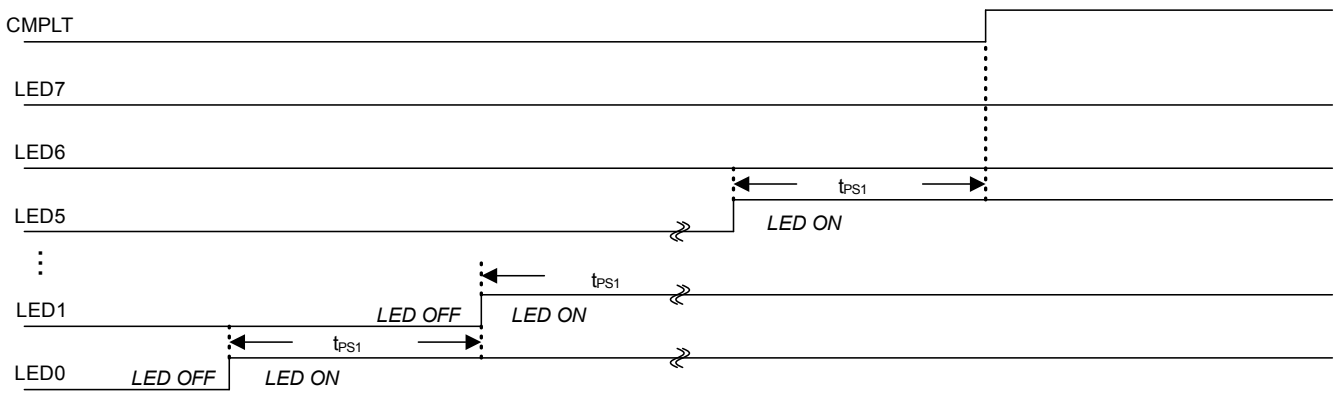 CMPLT
LED7
LED6
tPS1
LED5
LED ON
⋮
tPS1
LED1
LED OFF
LED ON
tPS1
LED0
LED OFF
LED ON